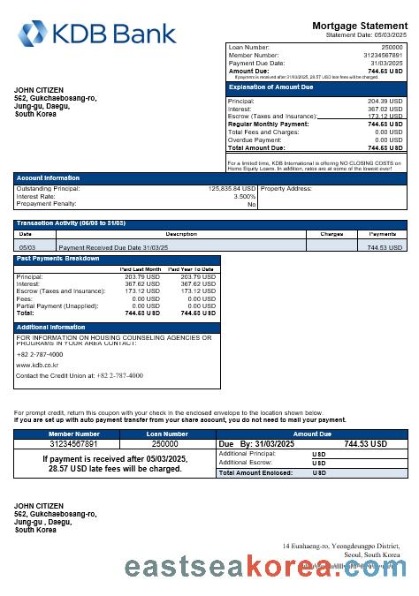 KDB Bank
Mortgage Statement
Statement Date: 05/03/2025
Loan Number: 250000
Member Number: 31234567891
Payment Due Date: 31/03/2025
Amount Due: 744.65 USD
If payment is received after 31/03/2025, 28.57 USD late fees will be charged.
JOHN CITIZEN
562, Gukchaebosang-ro,
Jung-gu, Daegu,
South Korea
Explanation of Amount Due
Principal: 204.39 USD
Interest: 367.02 USD
Escrow (Taxes and Insurance): 173.12 USD
Regular Monthly Payment: 744.65 USD
Total Fees and Charges: 0.00 USD
Overdue Payment: 0.00 USD
Total Amount Due: 744.65 USD
For a limited time, KDB International is offering NO CLOSING COSTS on
Home Equity Loans. In addition, rates are at some of the lowest ever!
Account Information
Outstanding Principal: 125,835.84 USD Property Address:
Interest Rate: 3.500%
Prepayment Penalty: No
Transaction Activity (06/03 to 01/03)
Date Description Charges Payments
05/03 Payment Received Due Date 31/03/25 744.53 USD
Past Payments Breakdown
Paid Last Month Paid Year To Date
Principal: 203.79 USD 203.79 USD
Interest: 367.62 USD 367.62 USD
Escrow (Taxes and Insurance): 173.12 USD 173.12 USD
Fees: 0.00 USD 0.00 USD
Partial Payment (Unapplied): 0.00 USD 0.00 USD
Total: 744.65 USD 744.65 USD
Additional Information
FOR INFORMATION ON HOUSING COUNSELING AGENCIES OR
PROGRAMS IN YOUR AREA CONTACT:
+82 2-787-4000
www.kdb.co.kr
Contact the Credit Union at: +82 2-787-4000
For prompt credit, return this coupon with your check in the enclosed envelope to the location shown below.
If you are set up with auto payment transfer from your share account, you do not need to mail your payment.
Member Number Loan Number Amount Due
31234567891 250000 Due By: 31/03/2025 744.53 USD
If payment is received after 05/03/2025,
28.57 USD late fees will be charged.
Additional Principal: USD
Additional Escrow: USD
Total Amount Enclosed: USD
JOHN CITIZEN
562, Gukchaebosang-ro,
Jung-gu , Daegu,
South Korea
14 Eunhaeng-ro, Yeongdeungpo District,
Seoul, South Korea
eastseakorea.com